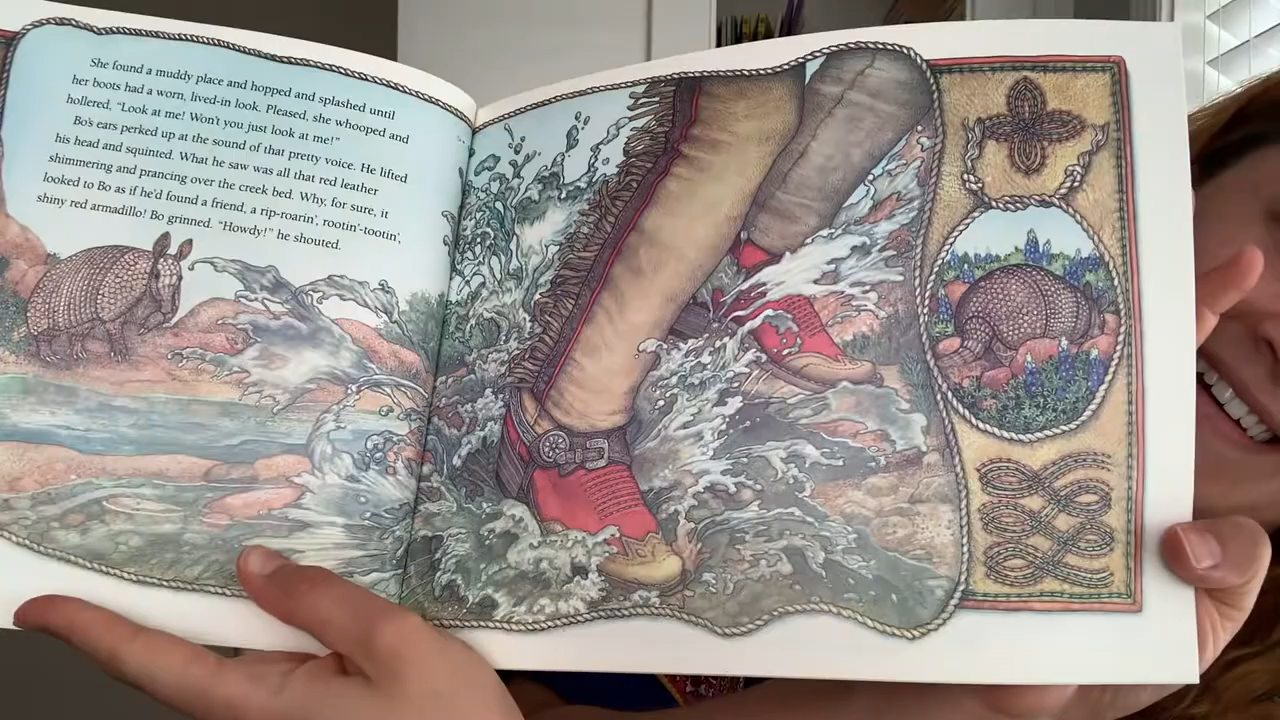 She found a muddy place and hopped and splashed until
her boots had a worn, lived-in look. Pleased, she whooped and
hollered, "Look at me! Won't you just look at me!"
Bo's ears perked up at the sound of that pretty voice. He lifted
his head and squinted. What he saw was all that red leather
shimmering and prancing over the creek bed. Why, for sure, it
looked to Bo as if he'd found a friend, a rip-roarin', rootin'-tootin',
shiny red armadillo! Bo grinned. "Howdy!" he shouted.